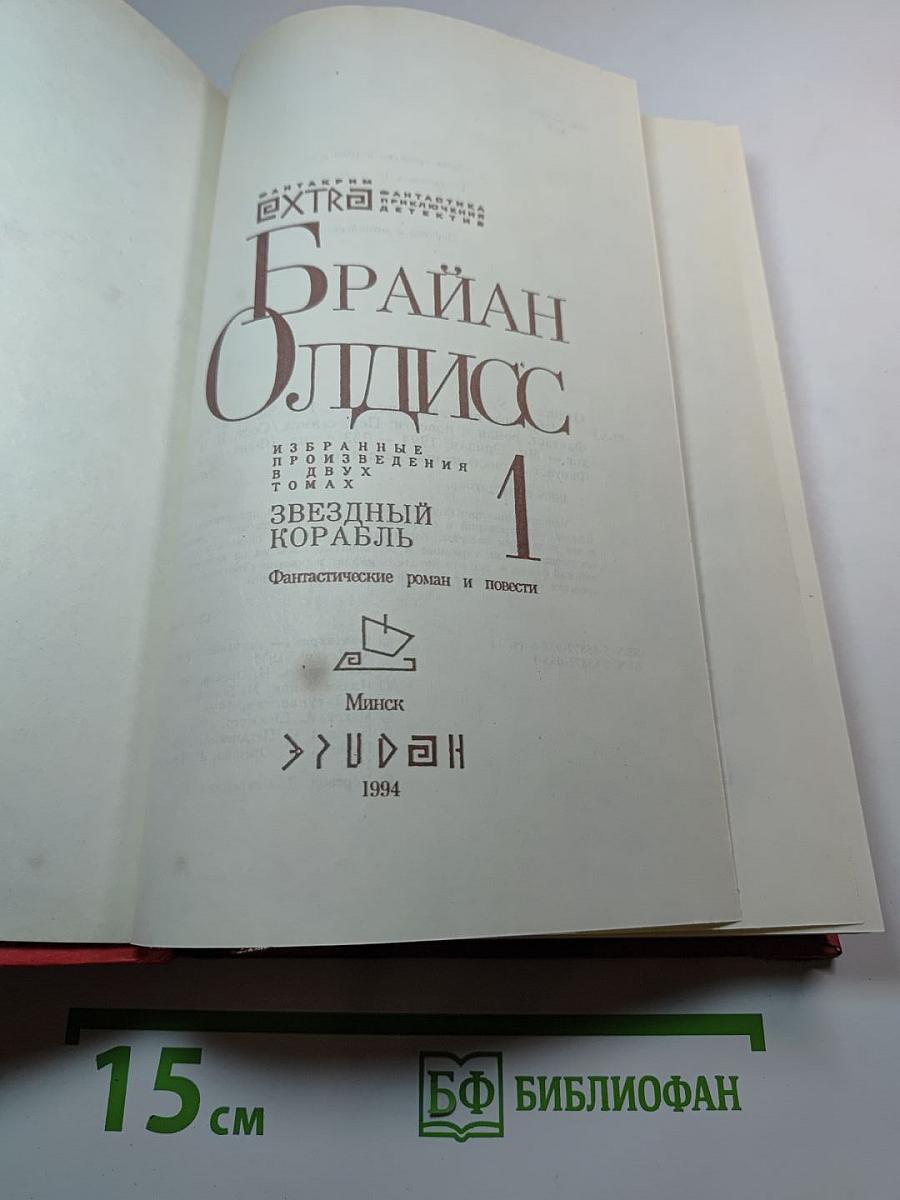 ФАНТАКРИМ
EXTRA
ФАНТАСТИКА
ПРИКЛЮЧЕНИЯ
ДЕТЕКТИВ
БРАЙАН
ОЛДИСС
ИЗБРАННЫЕ
ПРОИЗВЕДЕНИЯ
В ДВУХ
ТОМАХ
1
ЗВЕЗДНЫЙ
КОРАБЛЬ
Фантастические роман и повести
Минск
ЭРИДАН
1994
15 см
БФ БИБЛИОФАН